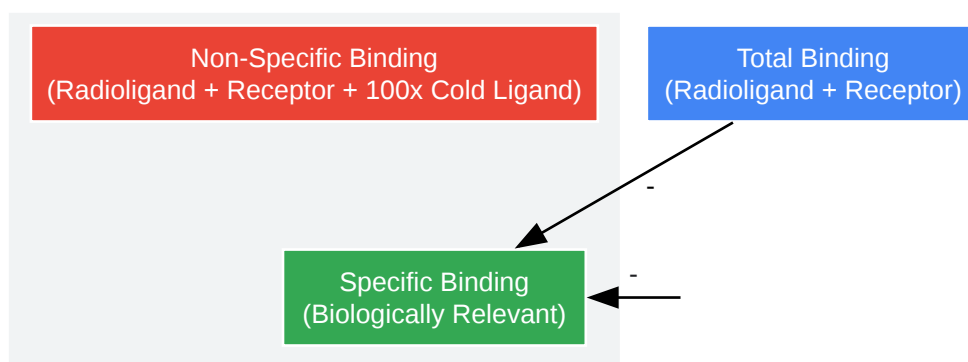 Non-Specific Binding
(Radioligand + Receptor + 100x Cold Ligand)
Total Binding
(Radioligand + Receptor)
-
-
Specific Binding
(Biologically Relevant)